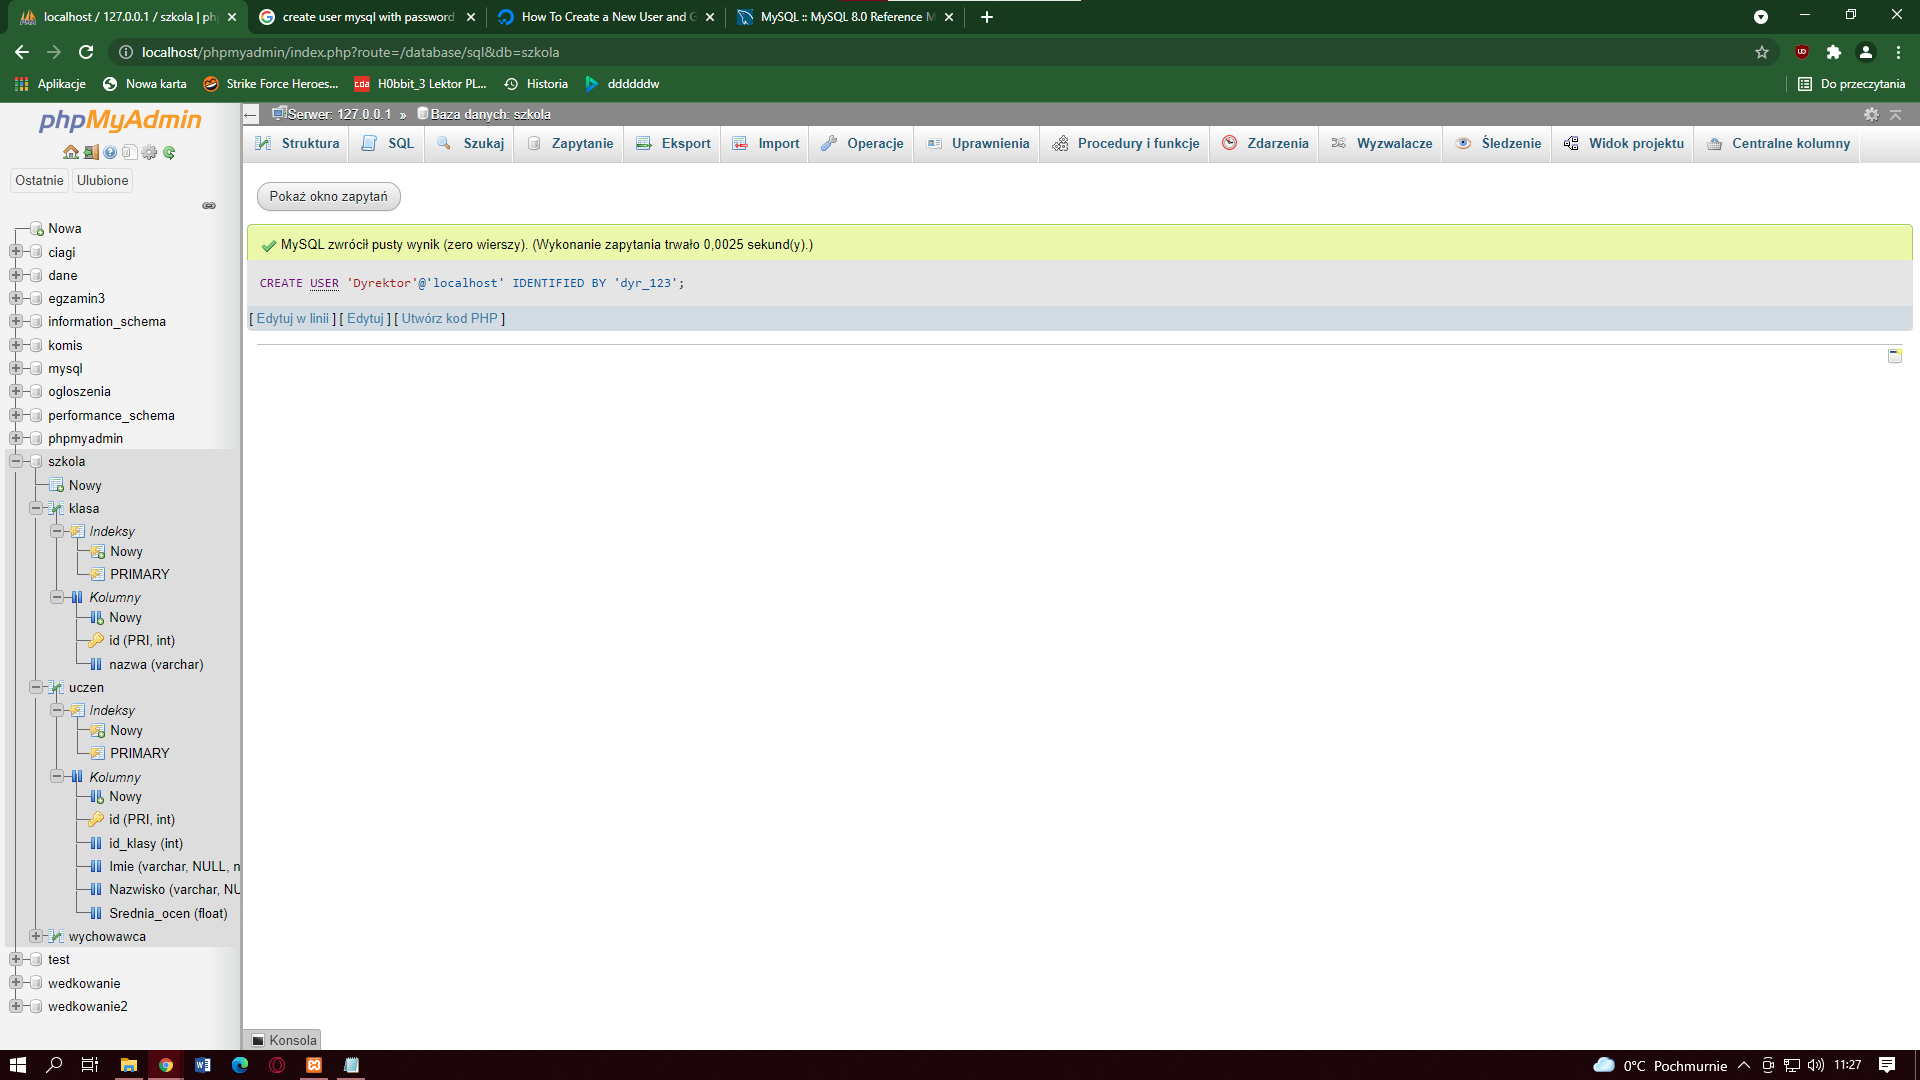 localhost / 127.0.0.1 / szkola | ph
create user mysql with password
How To Create a New User and G
MySQL :: MySQL 8.0 Reference M
localhost/phpmyadmin/index.php?route=/database/sql&db=szkola
Aplikacje
Nowa karta
Strike Force Heroes...
cda
H0bbit_3 Lektor PL...
Historia
ddddddw
Do przeczytania
phpMyAdmin
Ostatnie
Ulubione
Nowa
ciagi
dane
egzamin3
information_schema
komis
mysql
ogloszenia
performance_schema
phpmyadmin
szkola
Nowy
klasa
Indeksy
Nowy
PRIMARY
Kolumny
Nowy
id (PRI, int)
nazwa (varchar)
uczen
Indeksy
Nowy
PRIMARY
Kolumny
Nowy
id (PRI, int)
id_klasy (int)
Imie (varchar, NULL, n
Nazwisko (varchar, NU
Srednia_ocen (float)
wychowawca
test
wedkowanie
wedkowanie2
Serwer: 127.0.0.1 » Baza danych: szkola
Struktura
SQL
Szukaj
Zapytanie
Eksport
Import
Operacje
Uprawnienia
Procedury i funkcje
Zdarzenia
Wyzwalacze
Śledzenie
Widok projektu
Centralne kolumny
Pokaż okno zapytań
MySQL zwrócił pusty wynik (zero wierszy). (Wykonanie zapytania trwało 0,0025 sekund(y).)
CREATE USER 'Dyrektor'@'localhost' IDENTIFIED BY 'dyr_123';
[ Edytuj w linii ] [ Edytuj ] [ Utwórz kod PHP ]
Konsola
0°C Pochmurnie
11:27